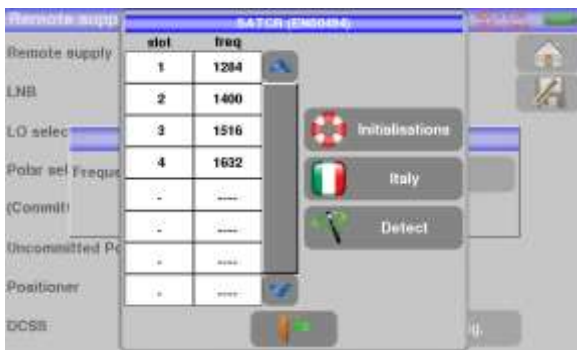 Remote supp
SATCR (EN50494)
slot freq
Remote supply
1 1284
LNB
2 1400
LO selec
3 1516
Initialisations
4 1632
Polar sel
Freque
Italy
- ----
(Committ
- ----
Detect
Uncommitted Po
- ----
Positioner
- ----
DCSS
g.